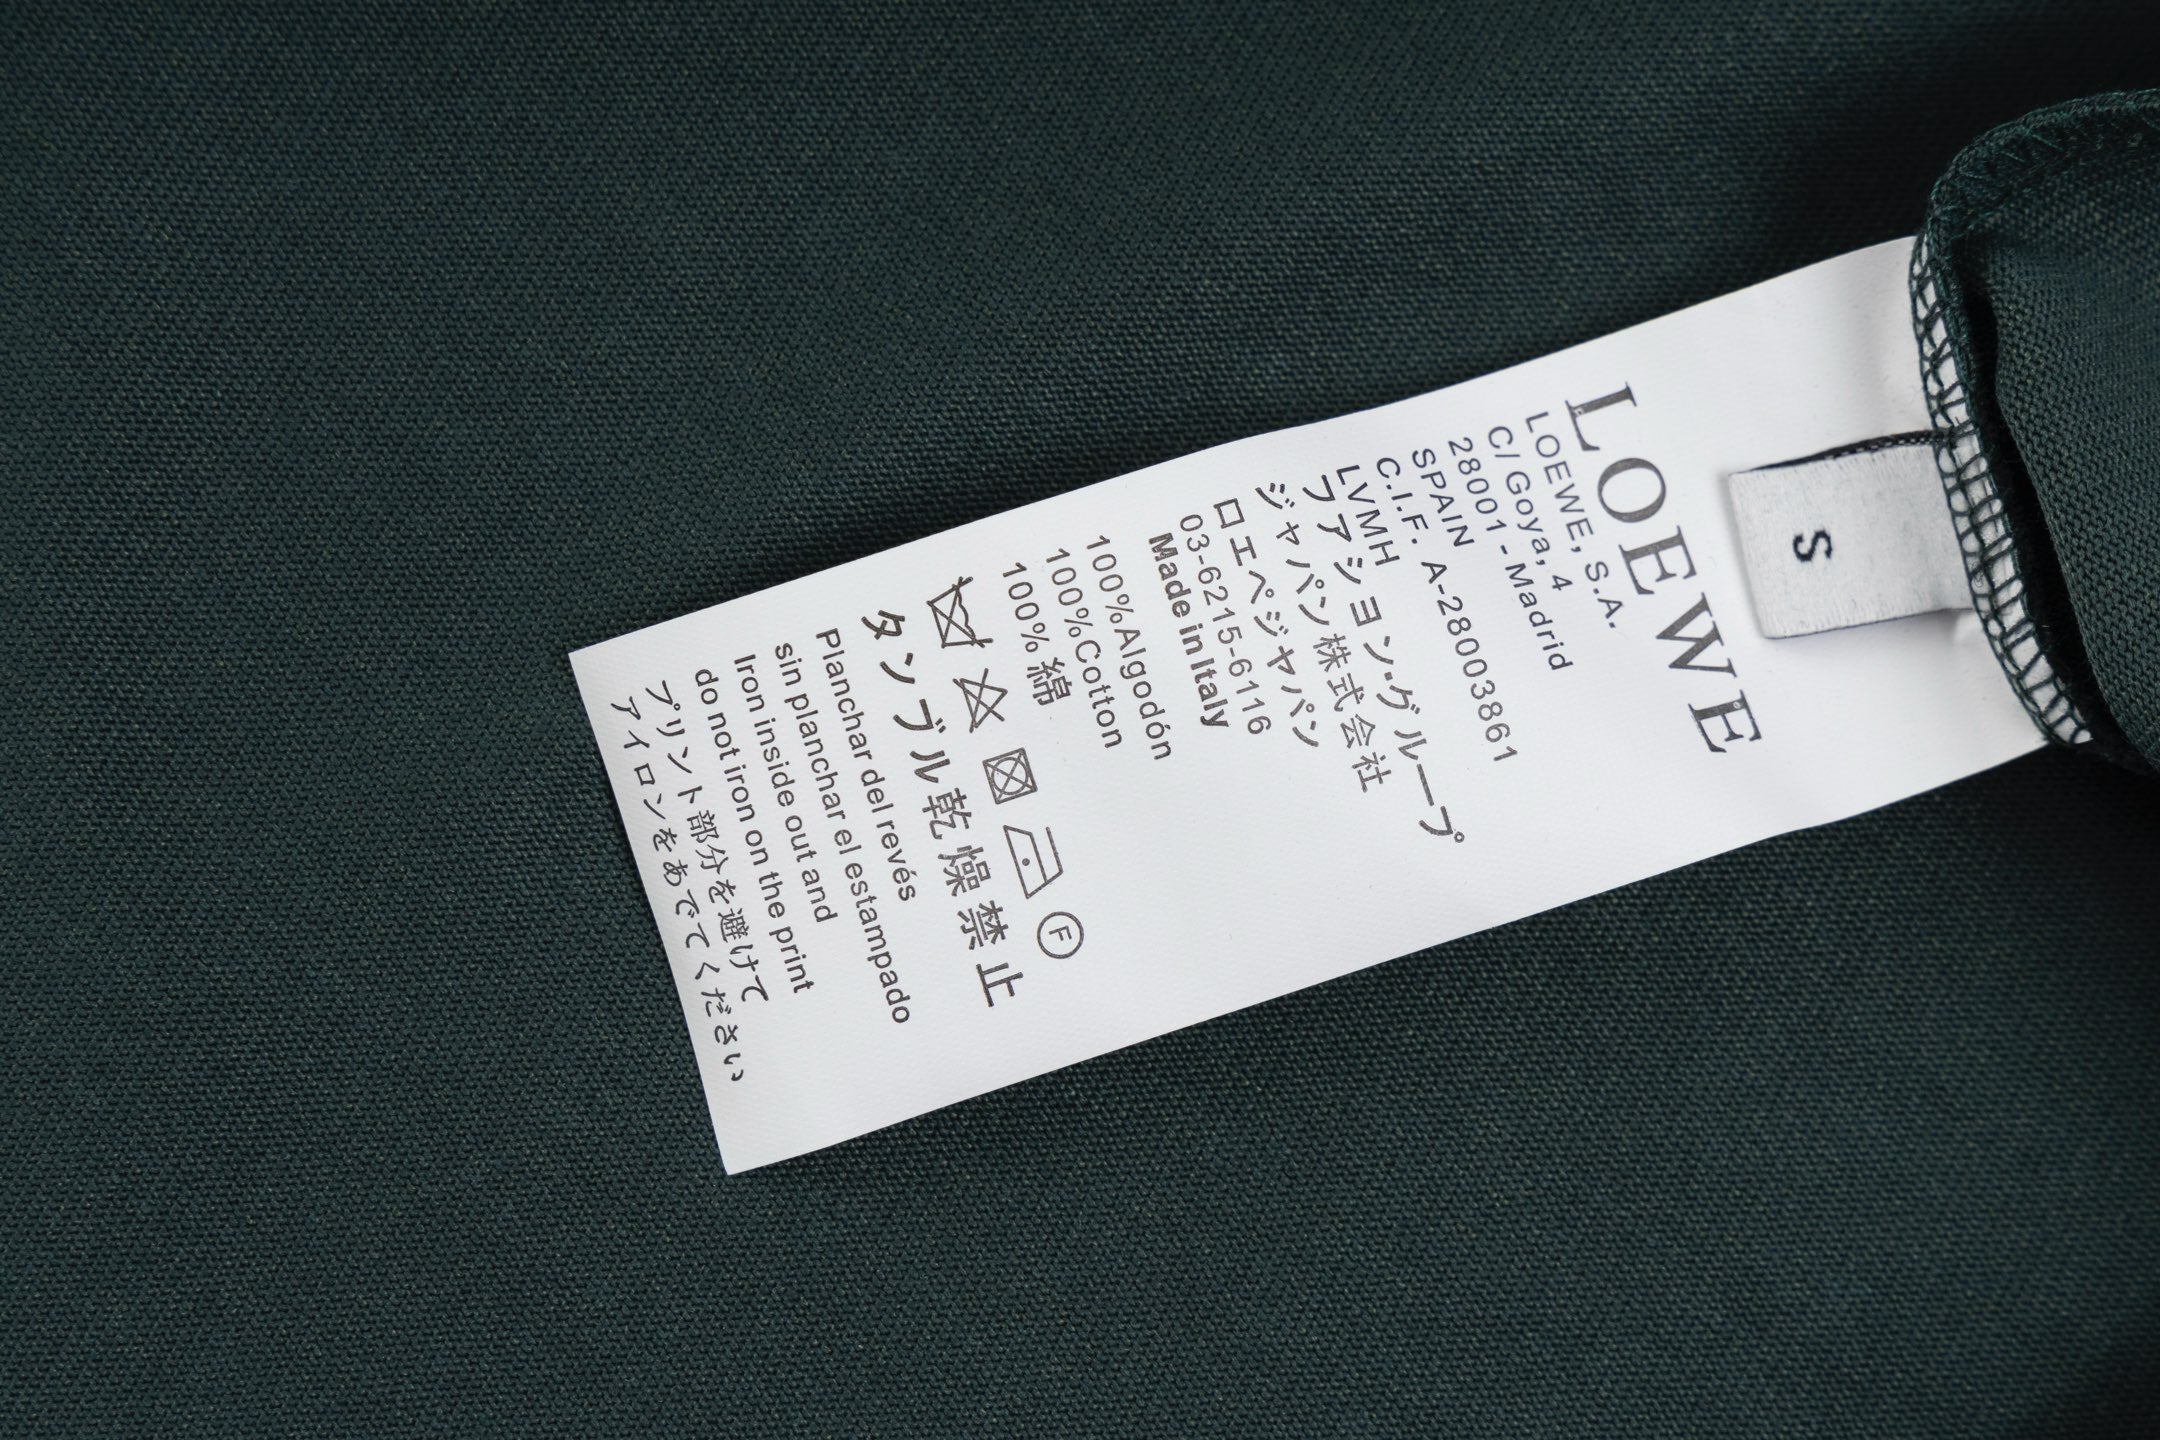 S
LOEWE
LOEWE, S.A.
C/ Goya, 4
28001 - Madrid
SPAIN
C.I.F. A-28003861
LVMH
ファション·グループ
ジャパン株式会社
ロエペジヤパン
03-6215-6116
Made in Italy
100%Algodón
100%Cotton
100% 綿
F
タンブル乾燥禁止
Planchar del revés
sin planchar el estampado
Iron inside out and
do not iron on the print
プリント部分を避けて
アイロンをあててください